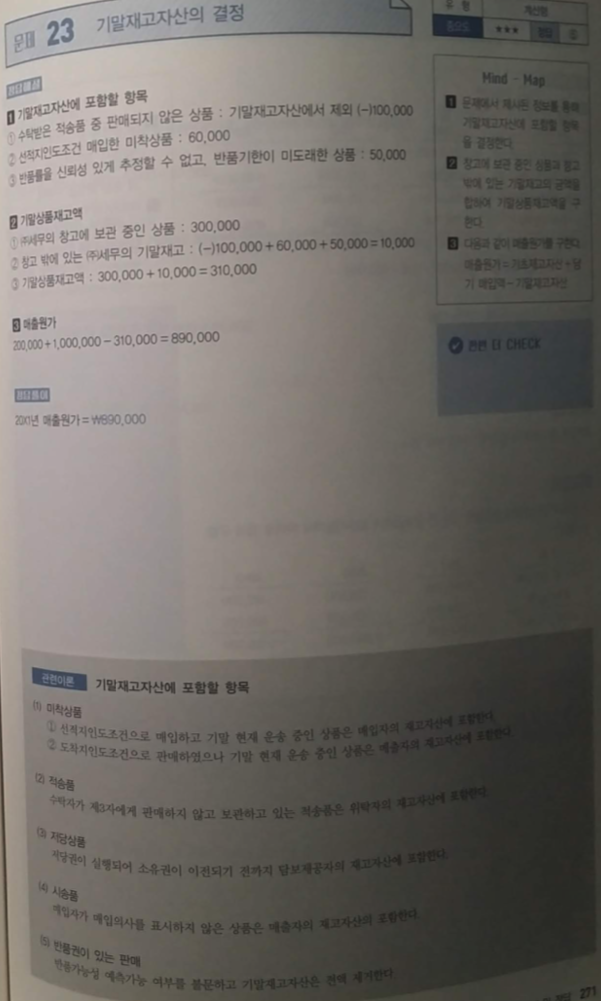 문제 23 기말재고자산의 결정
유 형 계산형
중요도 ★★★ 정답
정답해설
1 기말재고자산에 포함할 항목
① 수탁받은 적송품 중 판매되지 않은 상품 : 기말재고자산에서 제외 (-)100,000
② 선적지인도조건 매입한 미착상품 : 60,000
③ 반품률을 신뢰성 있게 추정할 수 없고, 반품기한이 미도래한 상품 : 50,000
2 기말상품재고액
① ㈜세무의 창고에 보관 중인 상품 : 300,000
② 창고 밖에 있는 ㈜세무의 기말재고 : (-)100,000+60,000+50,000=10,000
③ 기말상품재고액 : 300,000+10,000=310,000
3 매출원가
200,000+1,000,000-310,000=890,000
정답풀이
20X1년 매출원가=₩890,000
Mind - Map
1 문제에서 제시된 정보를 통해
기말재고자산에 포함할 항목
을 결정한다.
2 창고에 보관 중인 상품과 창고
밖에 있는 기말재고의 금액을
합하여 기말상품재고액을 구
한다.
3 다음과 같이 매출원가를 구한다.
매출원가=기초재고자산+당
기 매입액-기말재고자산
한번 더 CHECK
관련이론 기말재고자산에 포함할 항목
(1) 미착상품
① 선적지인도조건으로 매입하고 기말 현재 운송 중인 상품은 매입자의 재고자산에 포함한다.
② 도착지인도조건으로 판매하였으나 기말 현재 운송 중인 상품은 매출자의 재고자산에 포함한다.
(2) 적송품
수탁자가 제3자에게 판매하지 않고 보관하고 있는 적송품은 위탁자의 재고자산에 포함한다.
(3) 저당상품
저당권이 실행되어 소유권이 이전되기 전까지 담보제공자의 재고자산에 포함한다.
(4) 시송품
매입자가 매입의사를 표시하지 않은 상품은 매출자의 재고자산의 포함한다.
(5) 반품권이 있는 판매
반품가능성 예측가능 여부를 불문하고 기말재고자산은 전액 제거한다.
271